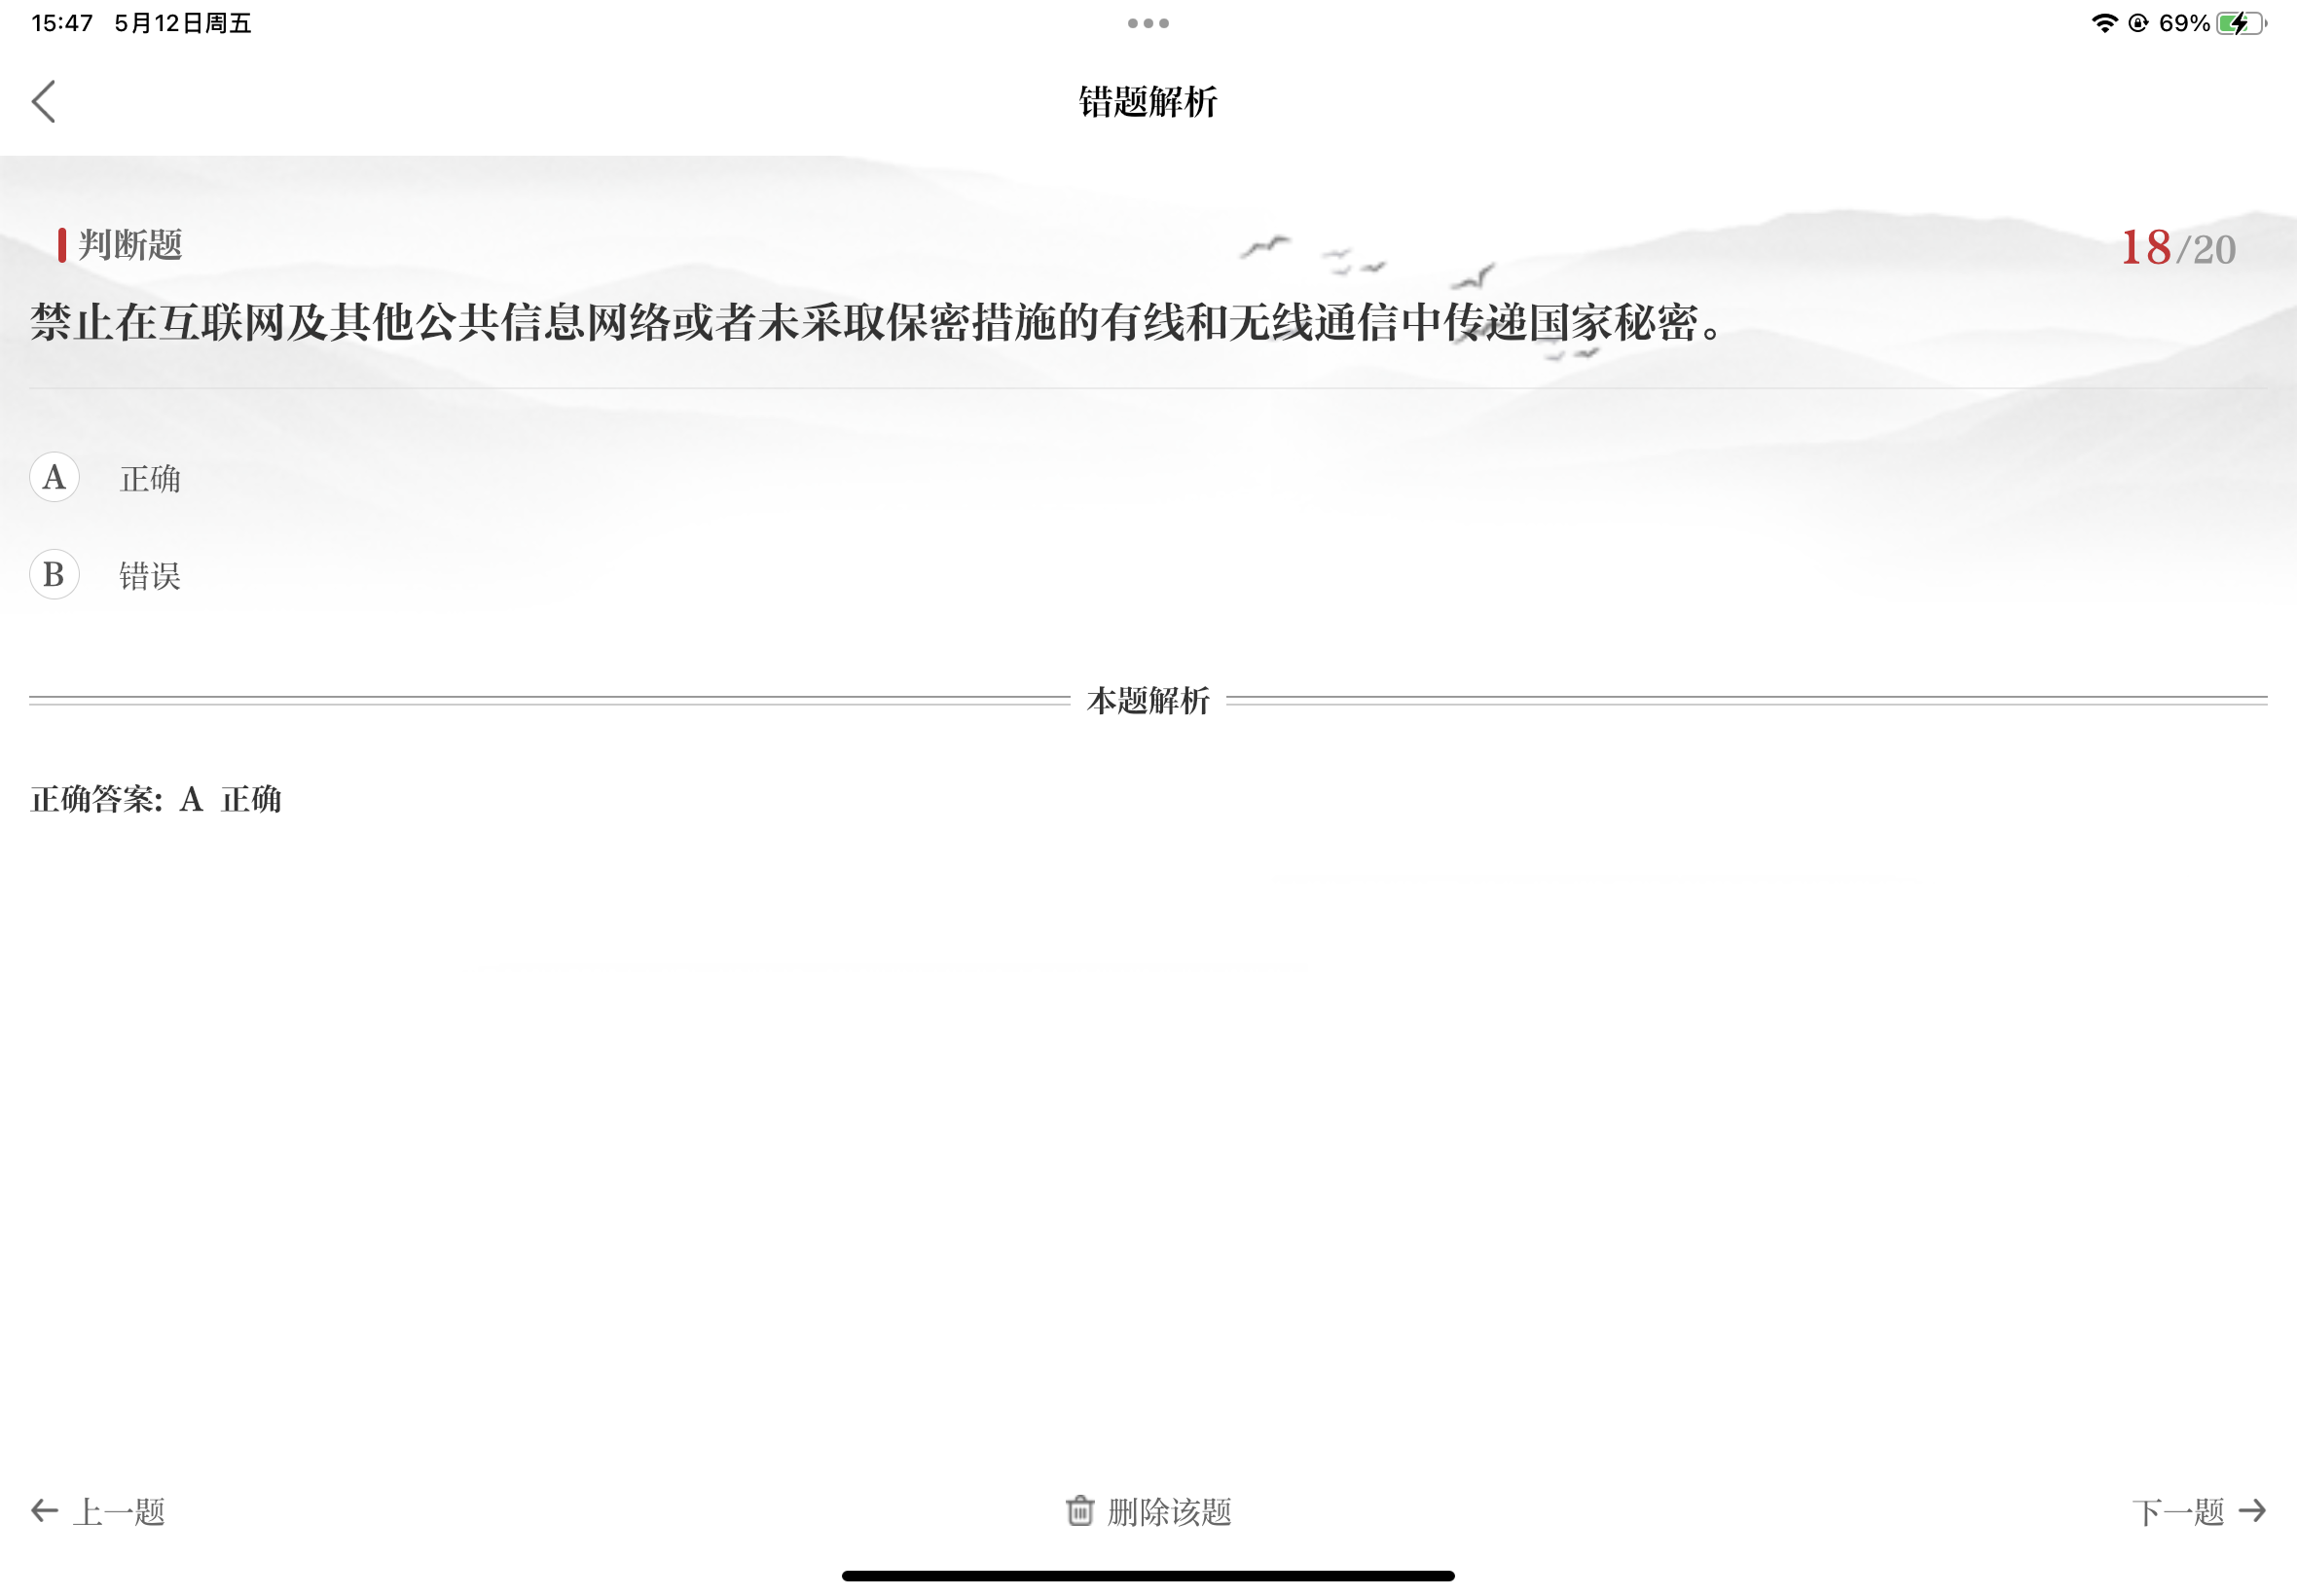 15:47 5月12日周五
69%
错题解析
判断题
18/20
禁止在互联网及其他公共信息网络或者未采取保密措施的有线和无线通信中传递国家秘密。
A 正确
B 错误
本题解析
正确答案: A 正确
上一题 删除该题 下一题